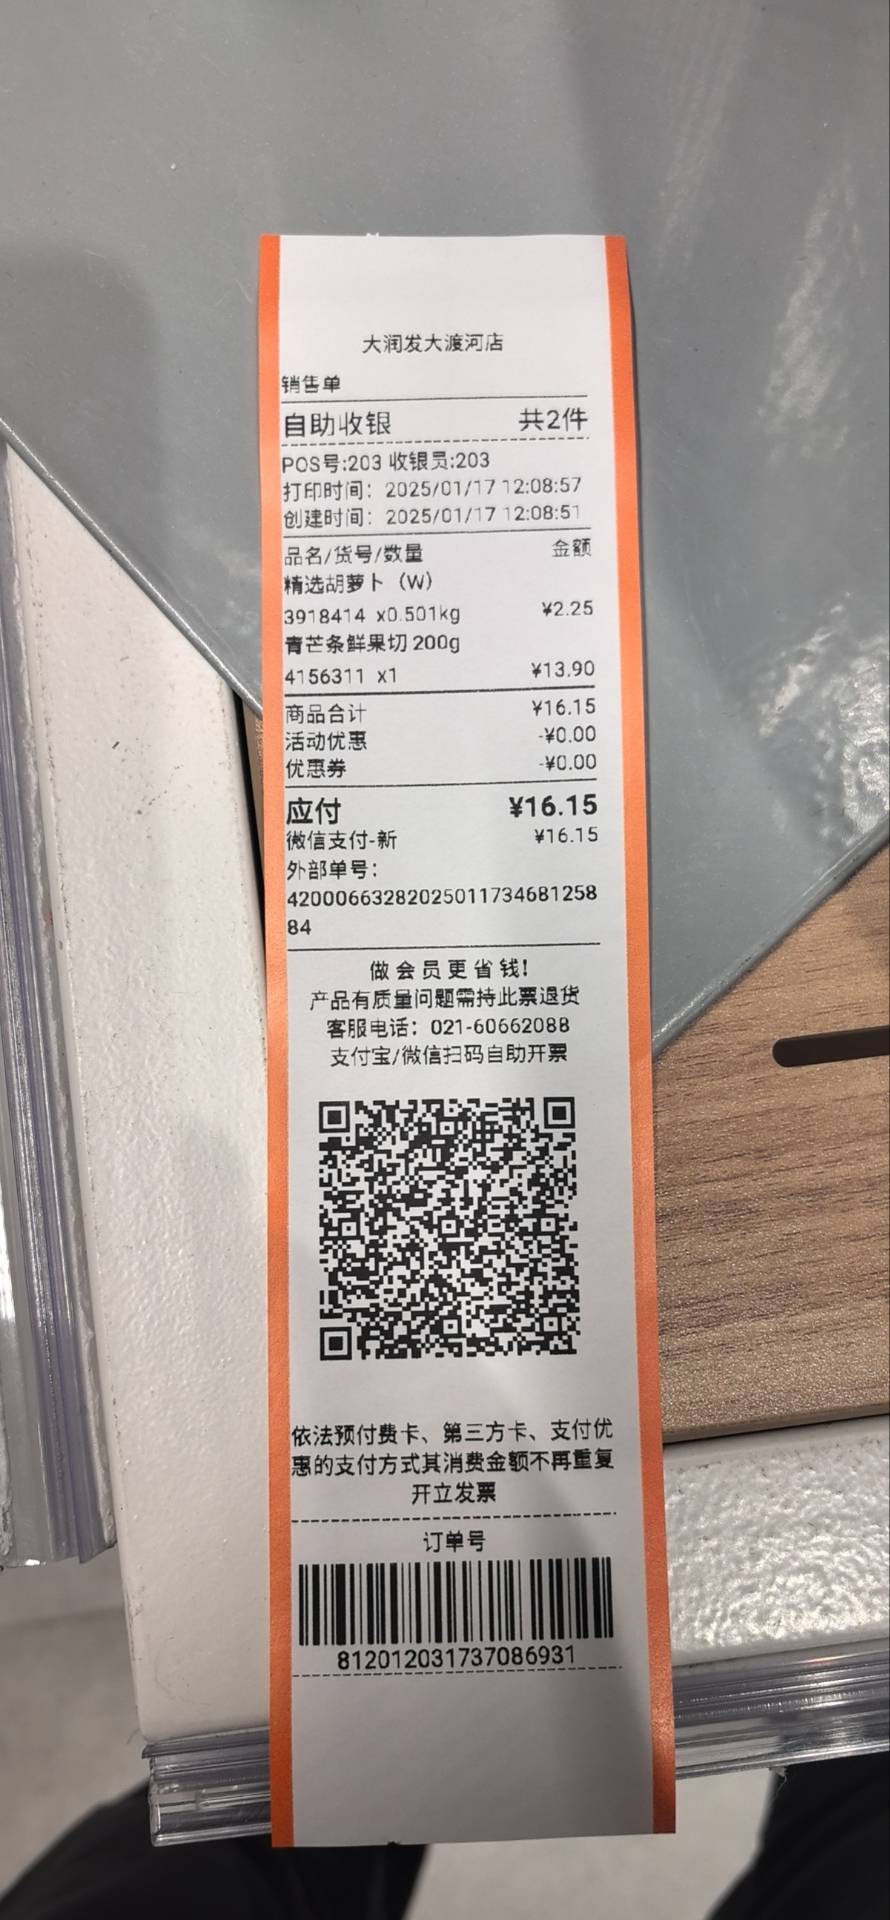 大润发大渡河店
销售单
自助收银 共2件
POS号:203 收银员:203
打印时间：2025/01/17 12:08:57
创建时间：2025/01/17 12:08:51
品名/货号/数量 金额
精选胡萝卜（W）
3918414 x0.501kg ¥2.25
青芒条鲜果切 200g
4156311 x1 ¥13.90
商品合计 ¥16.15
活动优惠 -¥0.00
优惠券 -¥0.00
应付 ¥16.15
微信支付-新 ¥16.15
外部单号：
42000663282025011734681258
84
做会员更省钱!
产品有质量问题需持此票退货
客服电话：021-60662088
支付宝/微信扫码自助开票
依法预付费卡、第三方卡、支付优
惠的支付方式其消费金额不再重复
开立发票
订单号
812012031737086931